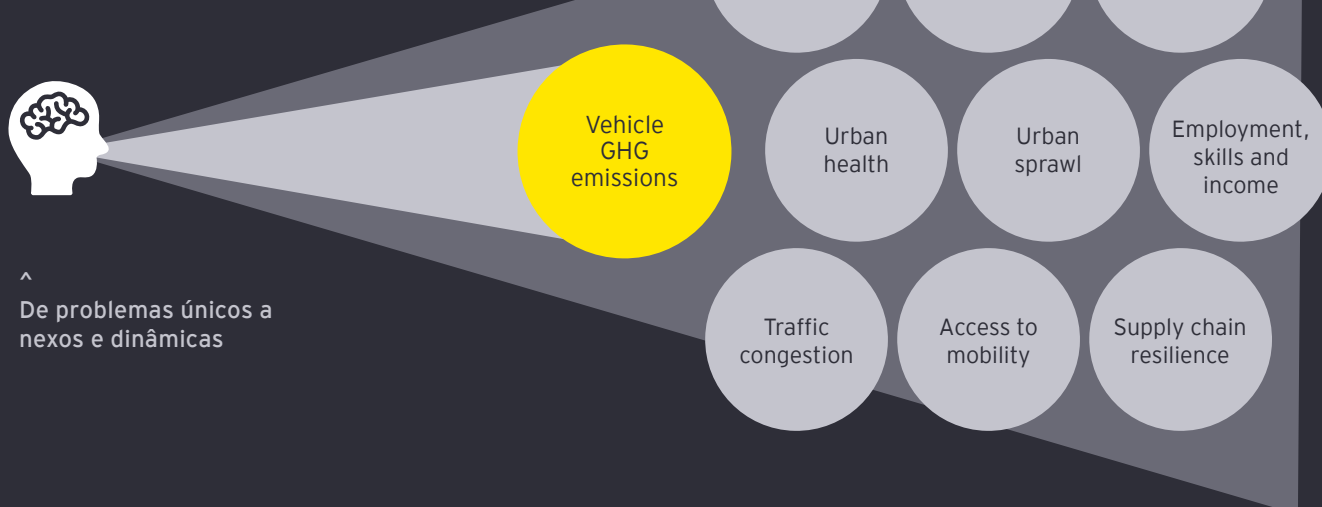 Vehicle
GHG
emissions
Urban
health
Urban
sprawl
Employment,
skills and
income
^
De problemas únicos a
nexos e dinâmicas
Traffic
congestion
Access to
mobility
Supply chain
resilience